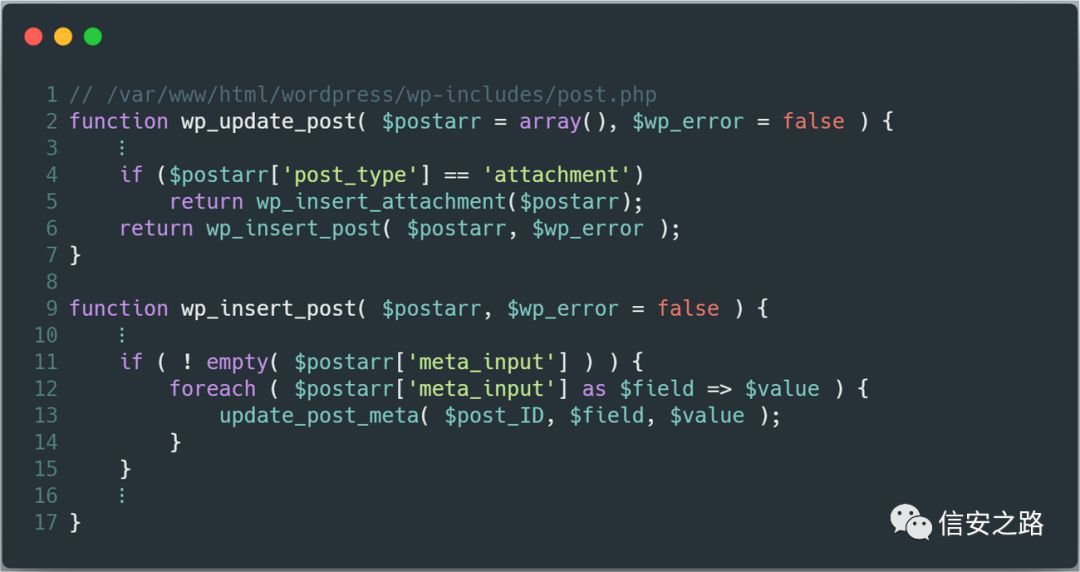 1 // /var/www/html/wordpress/wp-includes/post.php
2 function wp_update_post( $postarr = array(), $wp_error = false ) {
3     ⋮
4     if ($postarr['post_type'] == 'attachment')
5         return wp_insert_attachment($postarr);
6     return wp_insert_post( $postarr, $wp_error );
7 }
8
9 function wp_insert_post( $postarr, $wp_error = false ) {
10     ⋮
11     if ( ! empty( $postarr['meta_input'] ) ) {
12         foreach ( $postarr['meta_input'] as $field => $value ) {
13             update_post_meta( $post_ID, $field, $value );
14         }
15     }
16     ⋮
17 }
信安之路